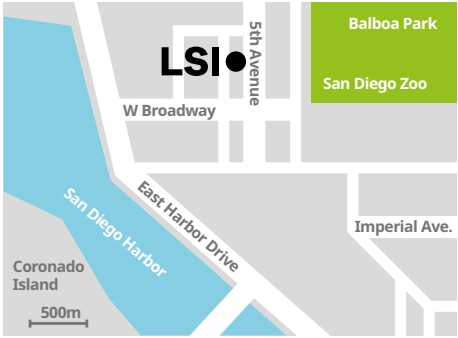 Balboa Park
5th Avenue
LSI
San Diego Zoo
W Broadway
East Harbor Drive
San Diego Harbor
Imperial Ave.
Coronado
Island
500m